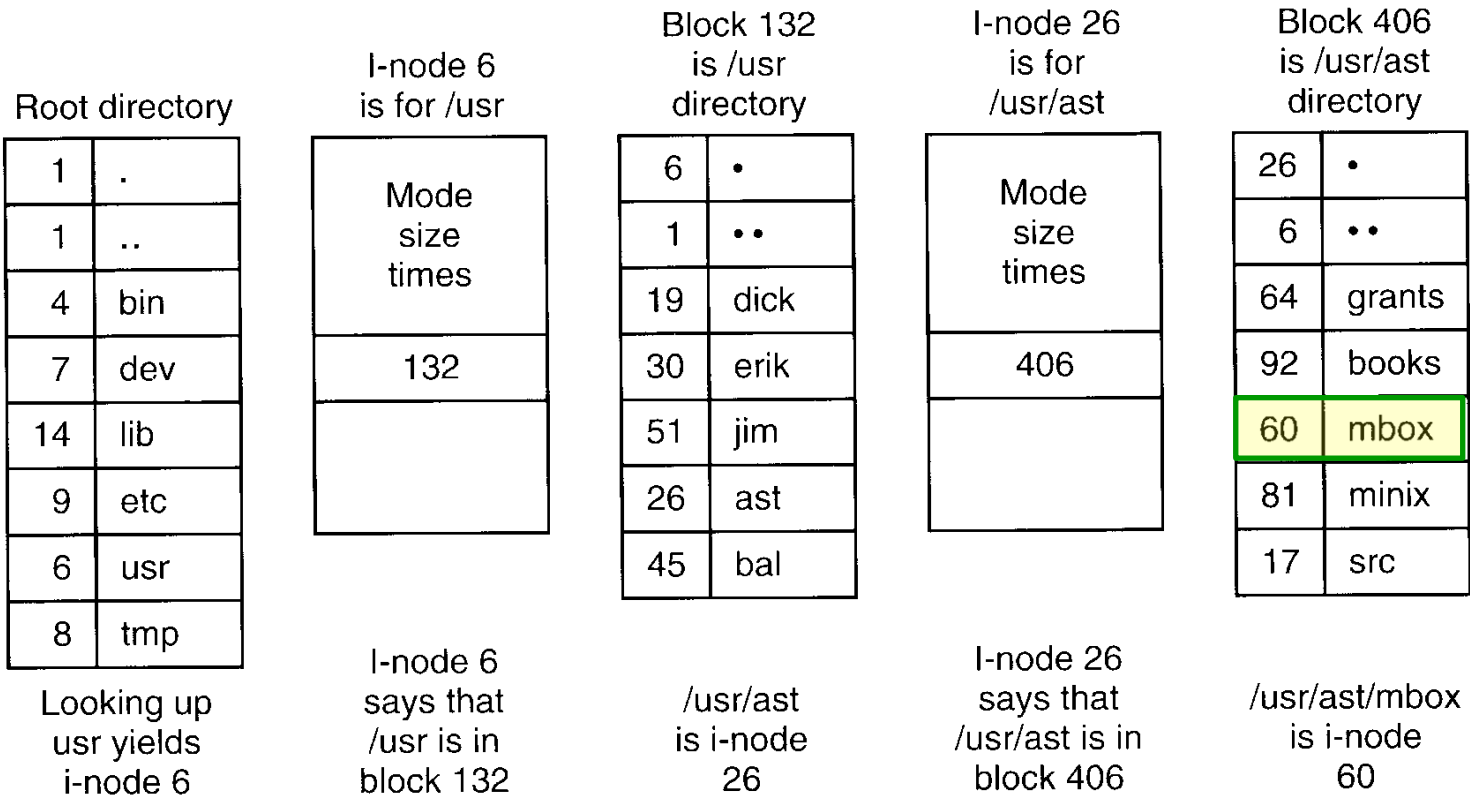 Root directory
1 .
1 ..
4 bin
7 dev
14 lib
9 etc
6 usr
8 tmp
Looking up
usr yields
i-node 6
I-node 6
is for /usr
Mode
size
times
132
I-node 6
says that
/usr is in
block 132
Block 132
is /usr
directory
6 •
1 ••
19 dick
30 erik
51 jim
26 ast
45 bal
/usr/ast
is i-node
26
I-node 26
is for
/usr/ast
Mode
size
times
406
I-node 26
says that
/usr/ast is in
block 406
Block 406
is /usr/ast
directory
26 •
6 ••
64 grants
92 books
60 mbox
81 minix
17 src
/usr/ast/mbox
is i-node
60